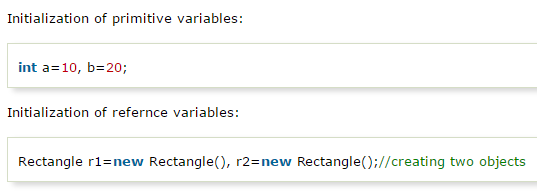 Initialization of primitive variables:
int a=10, b=20;
Initialization of refernce variables:
Rectangle r1=new Rectangle(), r2=new Rectangle();//creating two objects